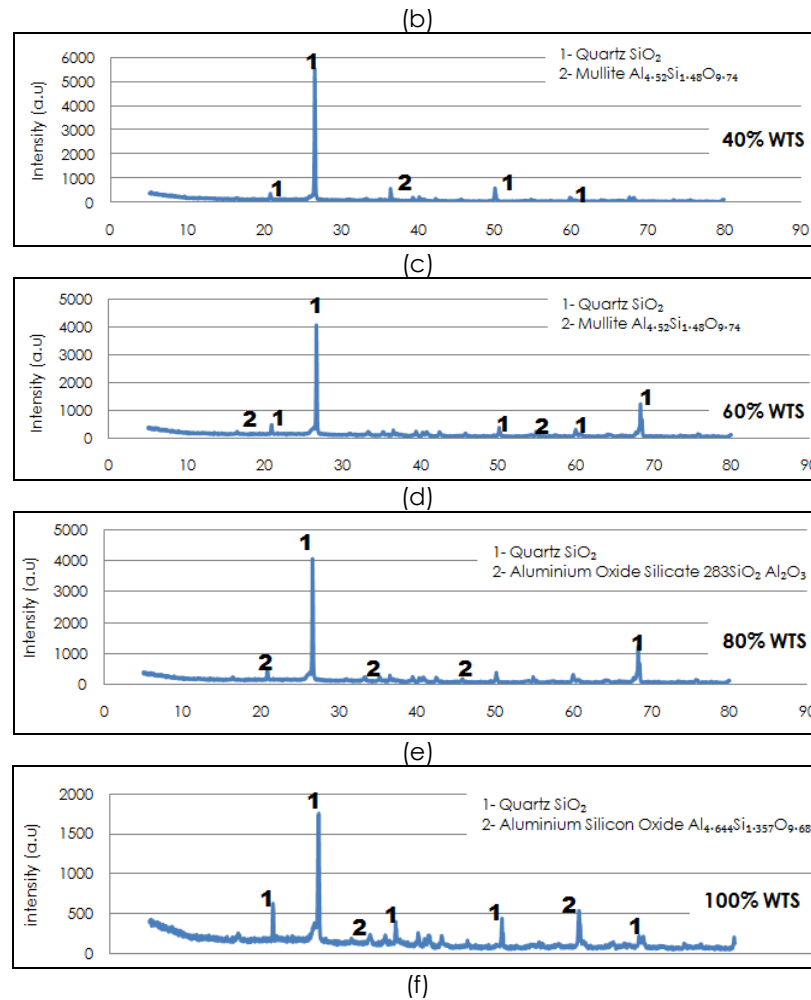 (b)
6000
5000
4000
3000
2000
1000
0
Intensity (a.u)
1- Quartz SiO₂
2- Mullite Al₄.₅₂Si₁.₄₈O₉.₇₄
40% WTS
1
1
2
1
1
0 10 20 30 40 50 60 70 80 90
(c)
5000
4000
3000
2000
1000
0
Intensity (a.u)
1- Quartz SiO₂
2- Mullite Al₄.₅₂Si₁.₄₈O₉.₇₄
60% WTS
1
2
1
1
2
1
1
0 10 20 30 40 50 60 70 80 90
(d)
5000
4000
3000
2000
1000
0
Intensity (a.u)
1- Quartz SiO₂
2- Aluminium Oxide Silicate 283SiO₂ Al₂O₃
80% WTS
1
2
2
2
1
0 10 20 30 40 50 60 70 80 90
(e)
2000
1500
1000
500
0
intensity (a.u)
1- Quartz SiO₂
2- Aluminium Silicon Oxide Al₄.₆₄₄Si₁.₃₅₇O₉.₆₈
100% WTS
1
1
2
1
1
2
1
(f)